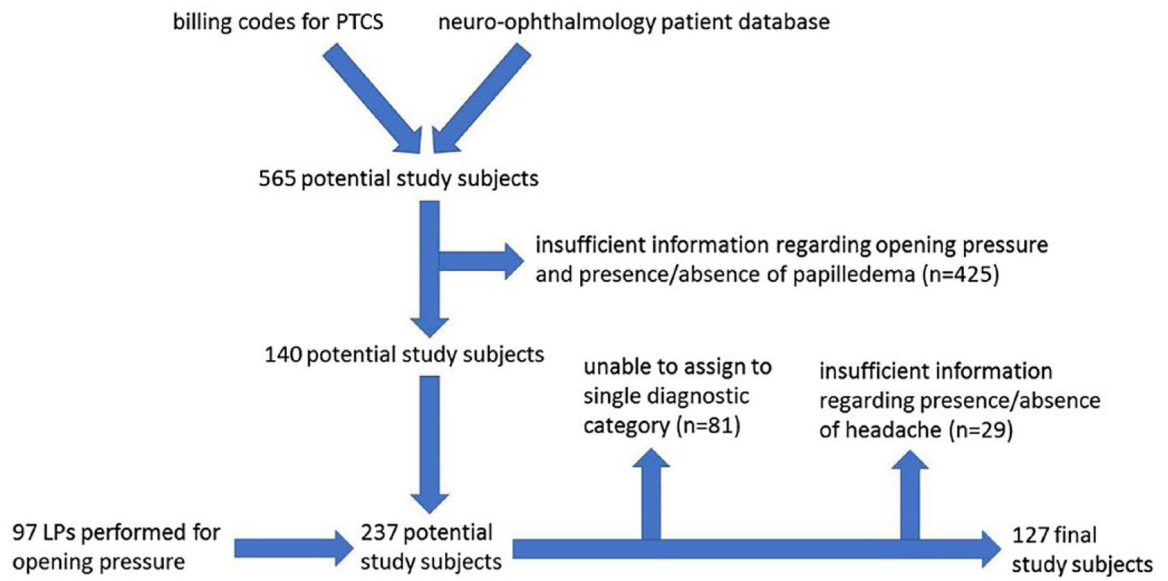 billing codes for PTCS
neuro-ophthalmology patient database
565 potential study subjects
insufficient information regarding opening pressure
and presence/absence of papilledema (n=425)
140 potential study subjects
unable to assign to
single diagnostic
category (n=81)
insufficient information
regarding presence/absence
of headache (n=29)
97 LPs performed for
opening pressure
237 potential
study subjects
127 final
study subjects